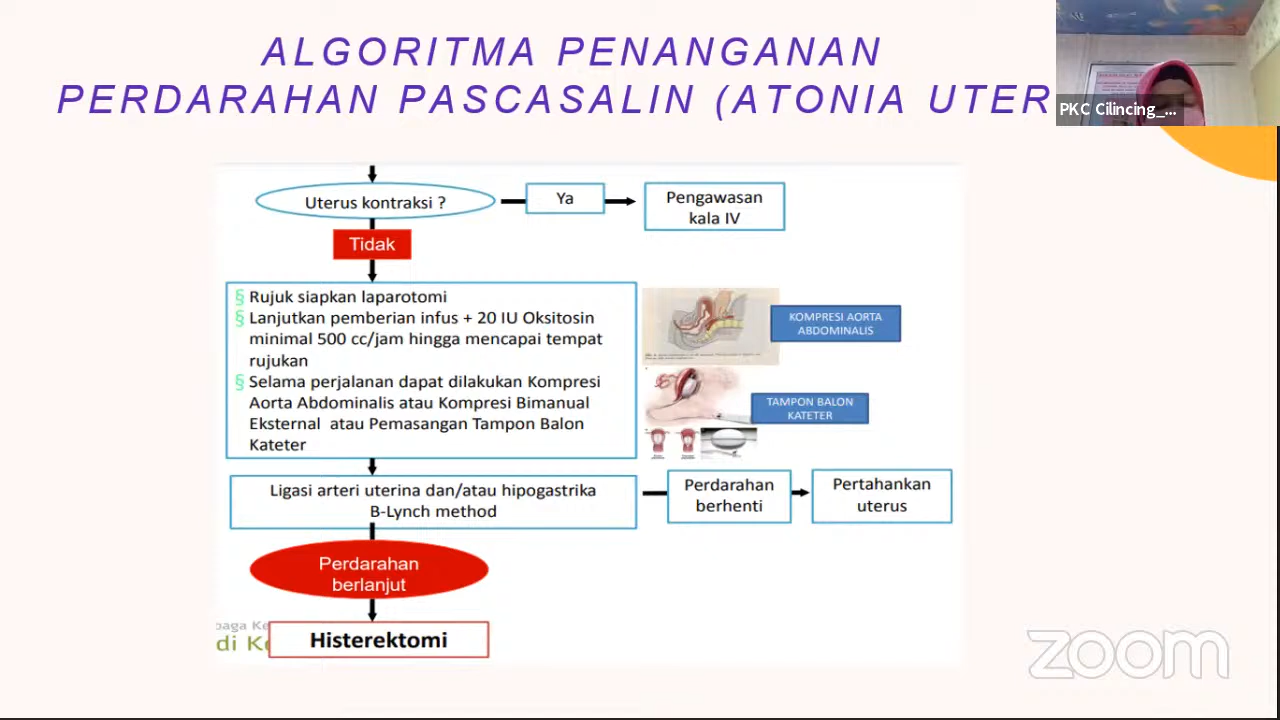 ALGORITMA PENANGANAN
PERDARAHAN PASCASALIN (ATONIA UTER
PKC Cilincing_...
Uterus kontraksi ?
Ya
Pengawasan
kala IV
Tidak
§ Rujuk siapkan laparotomi
§ Lanjutkan pemberian infus + 20 IU Oksitosin
minimal 500 cc/jam hingga mencapai tempat
rujukan
§ Selama perjalanan dapat dilakukan Kompresi
Aorta Abdominalis atau Kompresi Bimanual
Eksternal atau Pemasangan Tampon Balon
Kateter
KOMPRESI AORTA
ABDOMINALIS
TAMPON BALON
KATETER
Ligasi arteri uterina dan/atau hipogastrika
B-Lynch method
Perdarahan
berhenti
Pertahankan
uterus
Perdarahan
berlanjut
Histerektomi
zoom